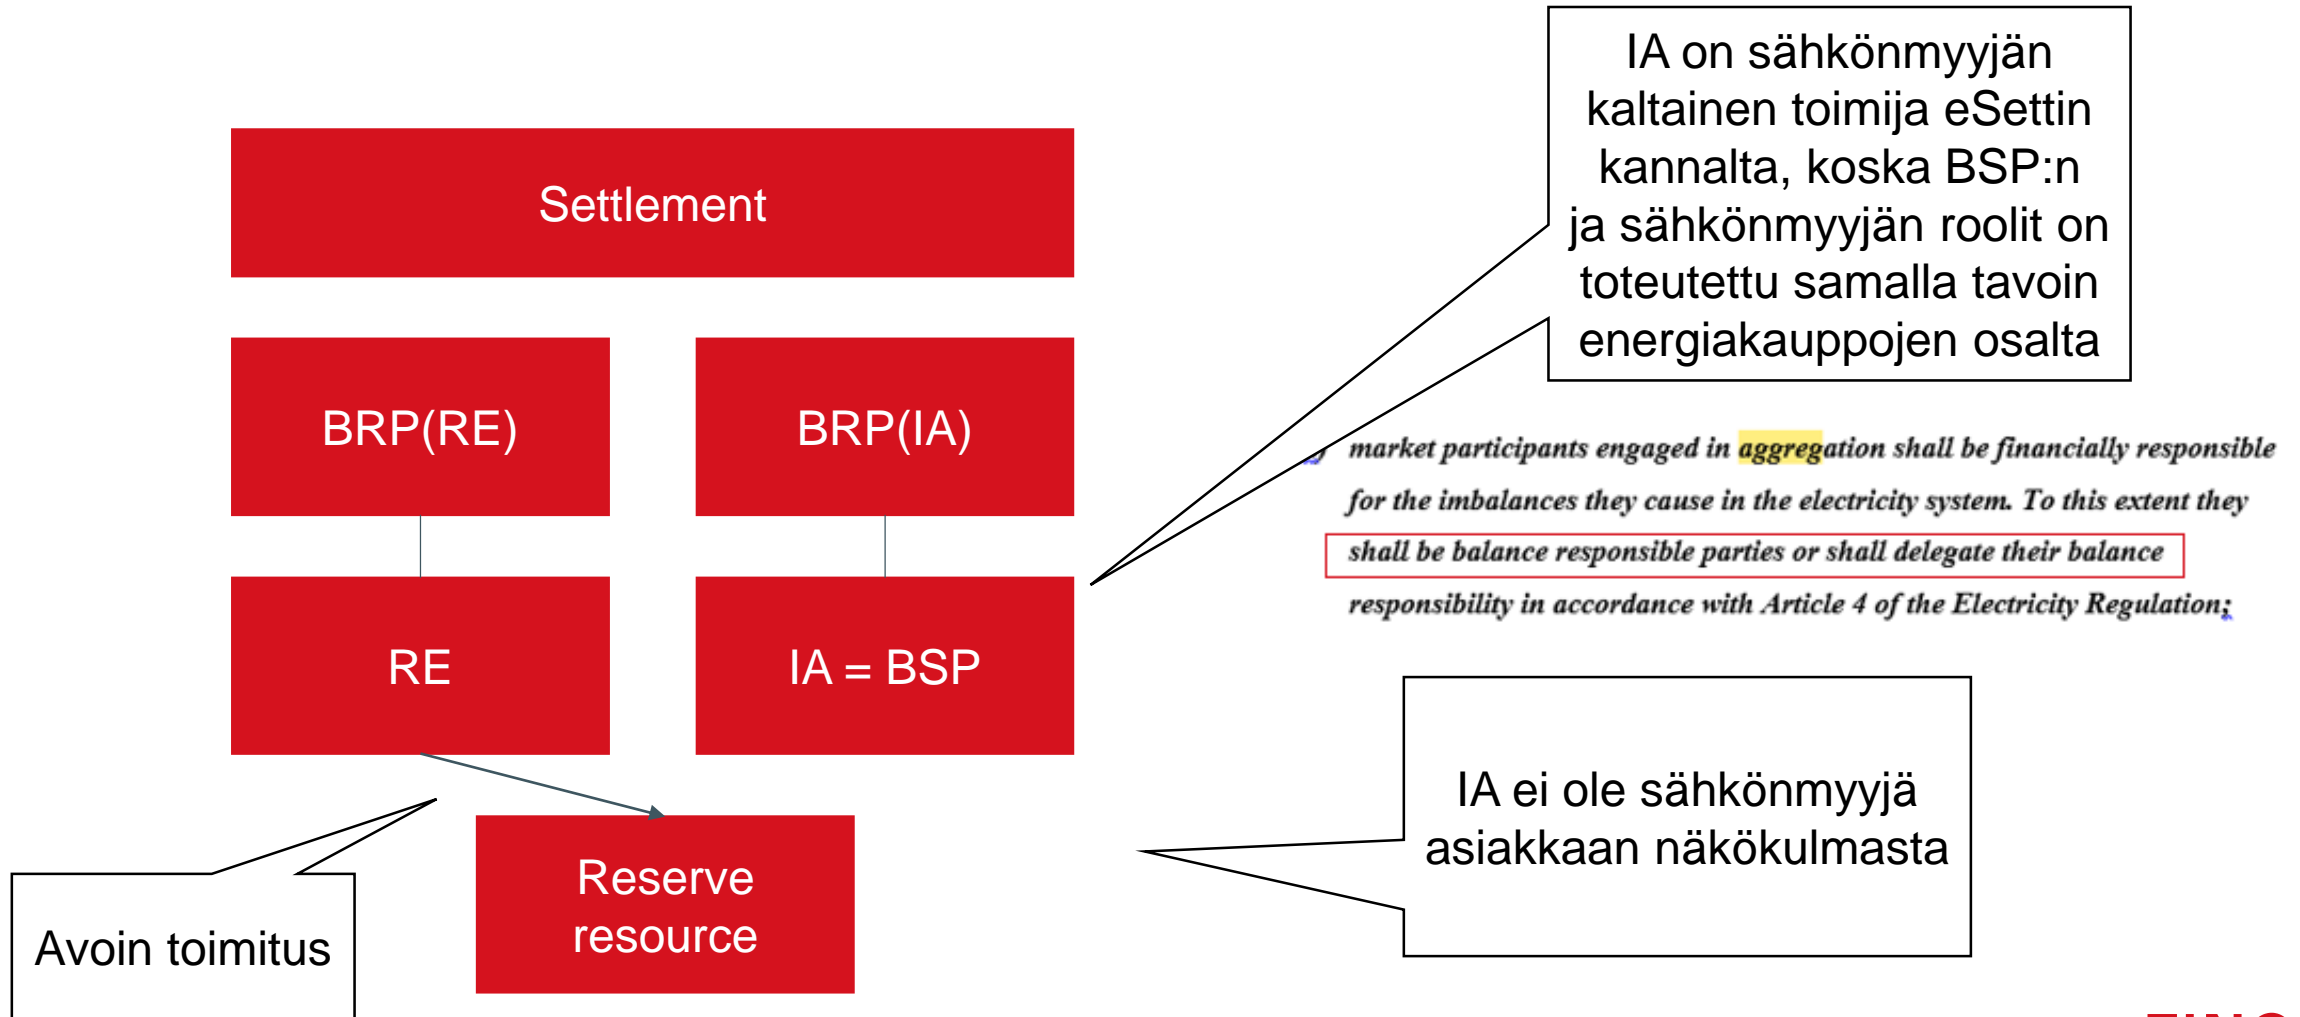 IA on sähkönmyyjän
kaltainen toimija eSettin
kannalta, koska BSP:n
ja sähkönmyyjän roolit on
toteutettu samalla tavoin
energiakauppojen osalta
Settlement
BRP(RE)
BRP(IA)
market participants engaged in aggregation shall be financially responsible
for the imbalances they cause in the electricity system. To this extent they
shall be balance responsible parties or shall delegate their balance
responsibility in accordance with Article 4 of the Electricity Regulation;
RE
IA = BSP
IA ei ole sähkönmyyjä
asiakkaan näkökulmasta
Reserve
resource
Avoin toimitus